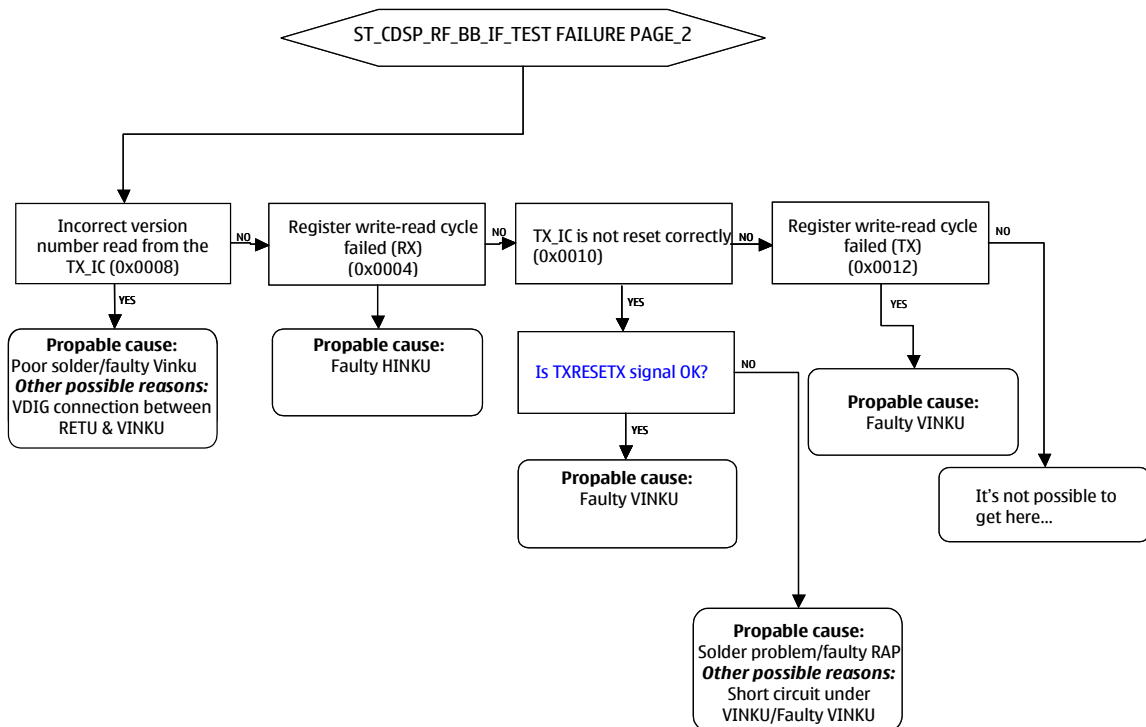 ST_CDSP_RF_BB_IF_TEST FAILURE PAGE_2
Incorrect version
number read from the
TX_IC (0x0008)
NO
Register write-read cycle
failed (RX)
(0x0004)
NO
TX_IC is not reset correctly
(0x0010)
NO
Register write-read cycle
failed (TX)
(0x0012)
NO
YES
YES
YES
YES
Propable cause:
Poor solder/faulty Vinku
Other possible reasons:
VDIG connection between
RETU & VINKU
Propable cause:
Faulty HINKU
Is TXRESETX signal OK?
NO
YES
Propable cause:
Faulty VINKU
Propable cause:
Faulty VINKU
It's not possible to
get here...
Propable cause:
Solder problem/faulty RAP
Other possible reasons:
Short circuit under
VINKU/Faulty VINKU